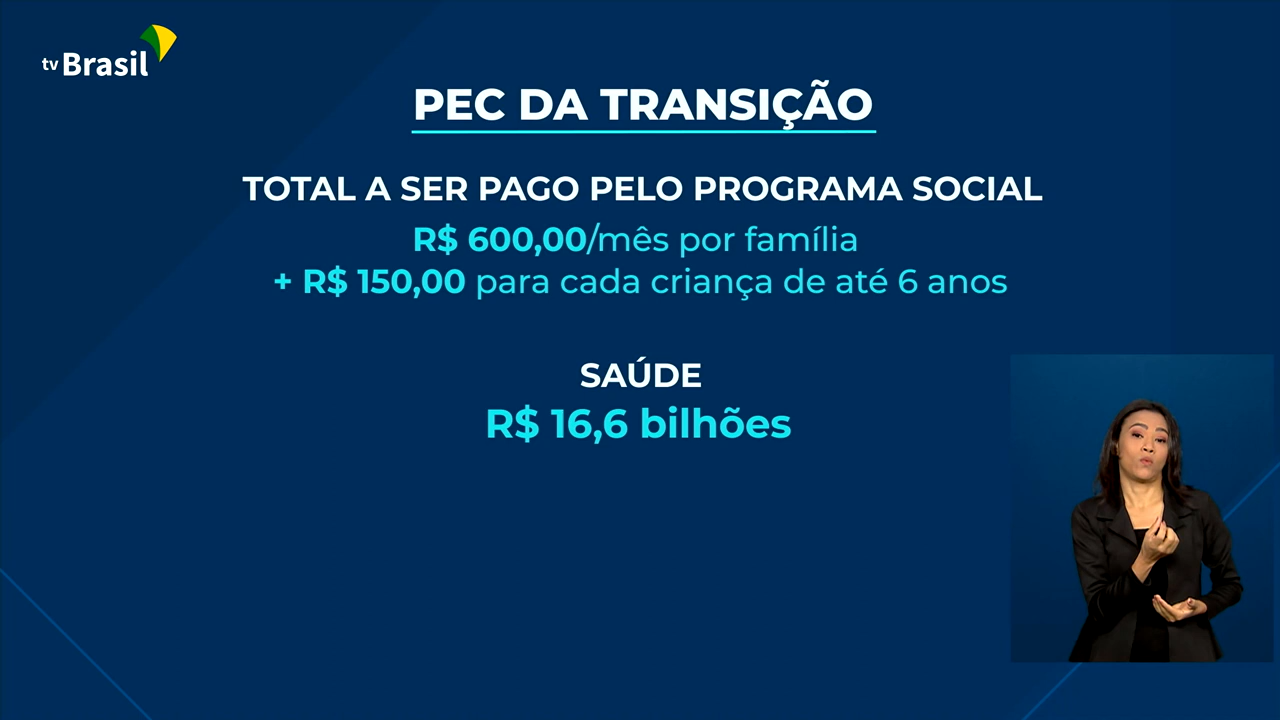 tv Brasil
PEC DA TRANSIÇÃO
TOTAL A SER PAGO PELO PROGRAMA SOCIAL
R$ 600,00/mês por família
+ R$ 150,00 para cada criança de até 6 anos
SAÚDE
R$ 16,6 bilhões